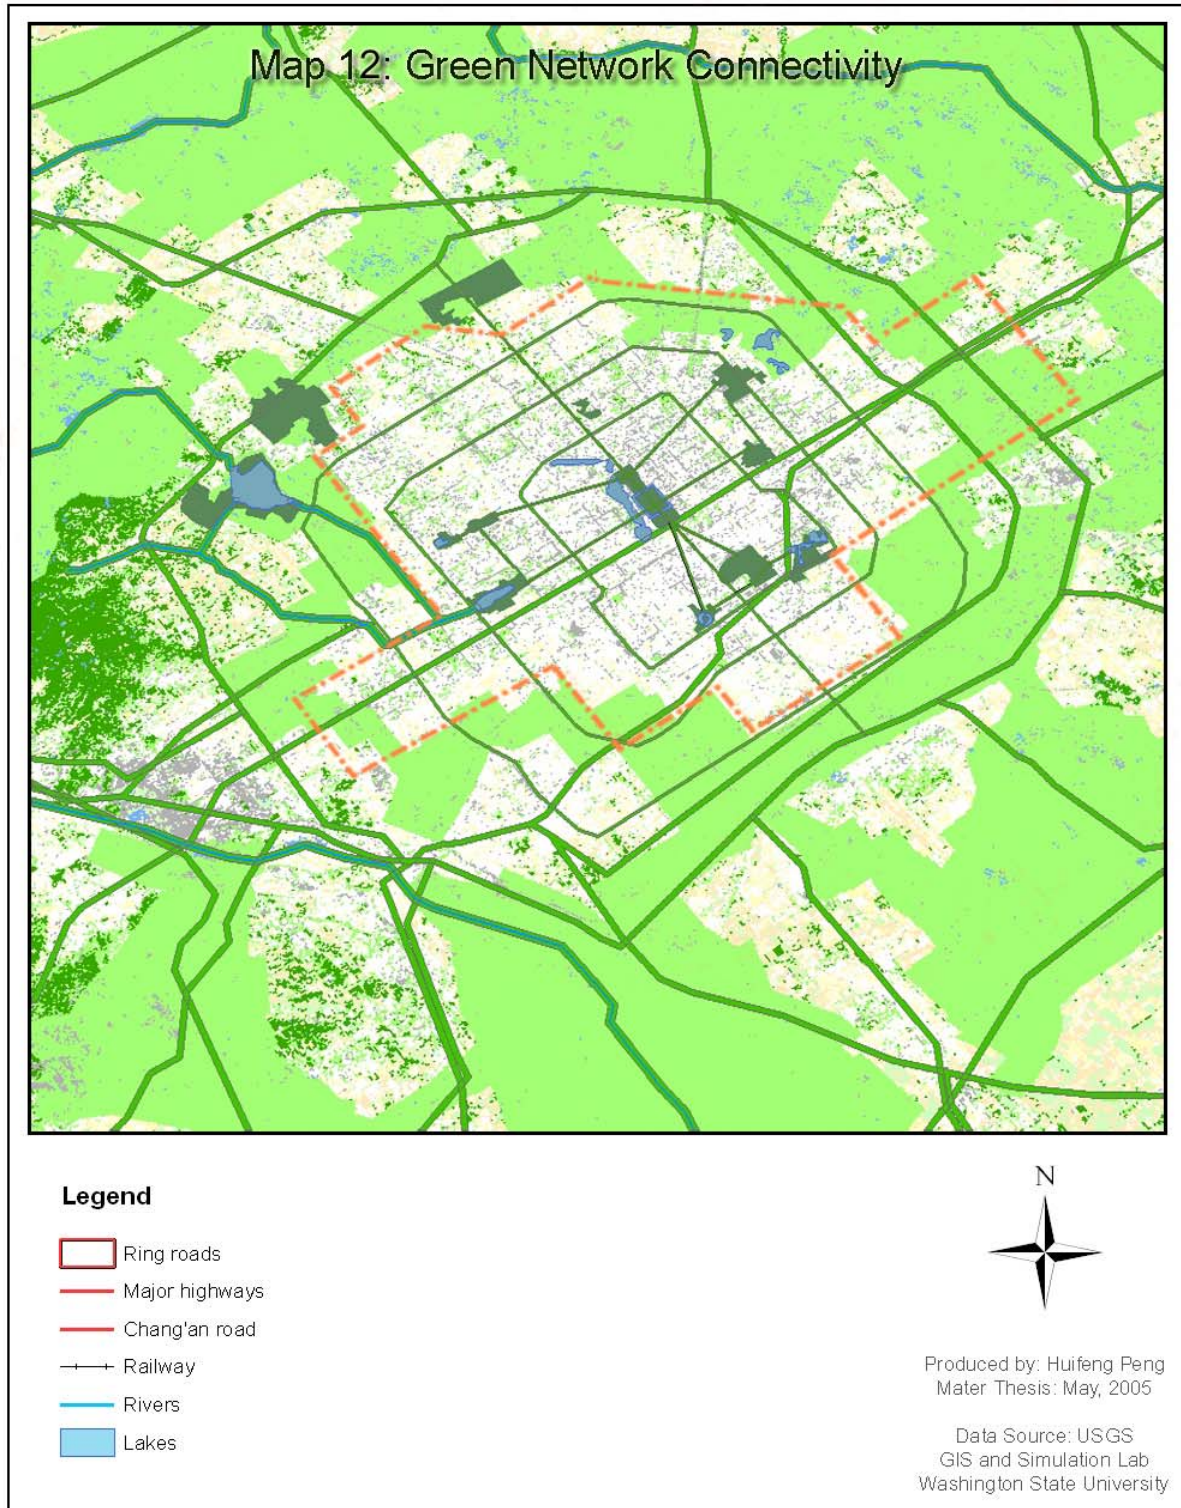 Map 12: Green Network Connectivity
Legend
Ring roads
Major highways
Chang'an road
Railway
Rivers
Lakes
N
Produced by: Huifeng Peng
Mater Thesis: May, 2005
Data Source: USGS
GIS and Simulation Lab
Washington State University